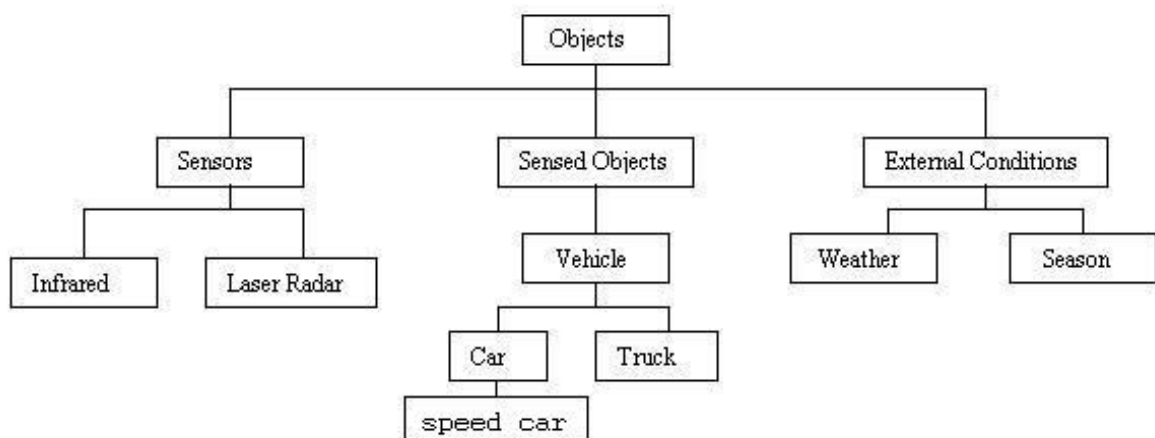 Objects
Sensors
Sensed Objects
External Conditions
Infrared
Laser Radar
Vehicle
Weather
Season
Car
Truck
speed car